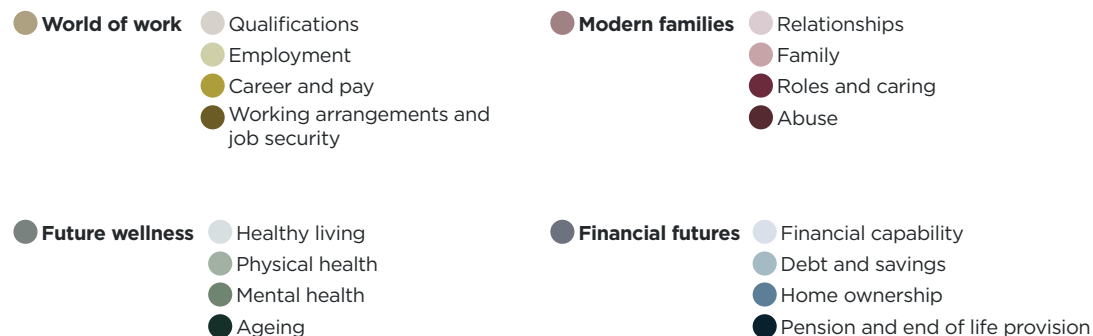 World of work
Qualifications
Employment
Career and pay
Working arrangements and
job security
Modern families
Relationships
Family
Roles and caring
Abuse
Future wellness
Healthy living
Physical health
Mental health
Ageing
Financial futures
Financial capability
Debt and savings
Home ownership
Pension and end of life provision